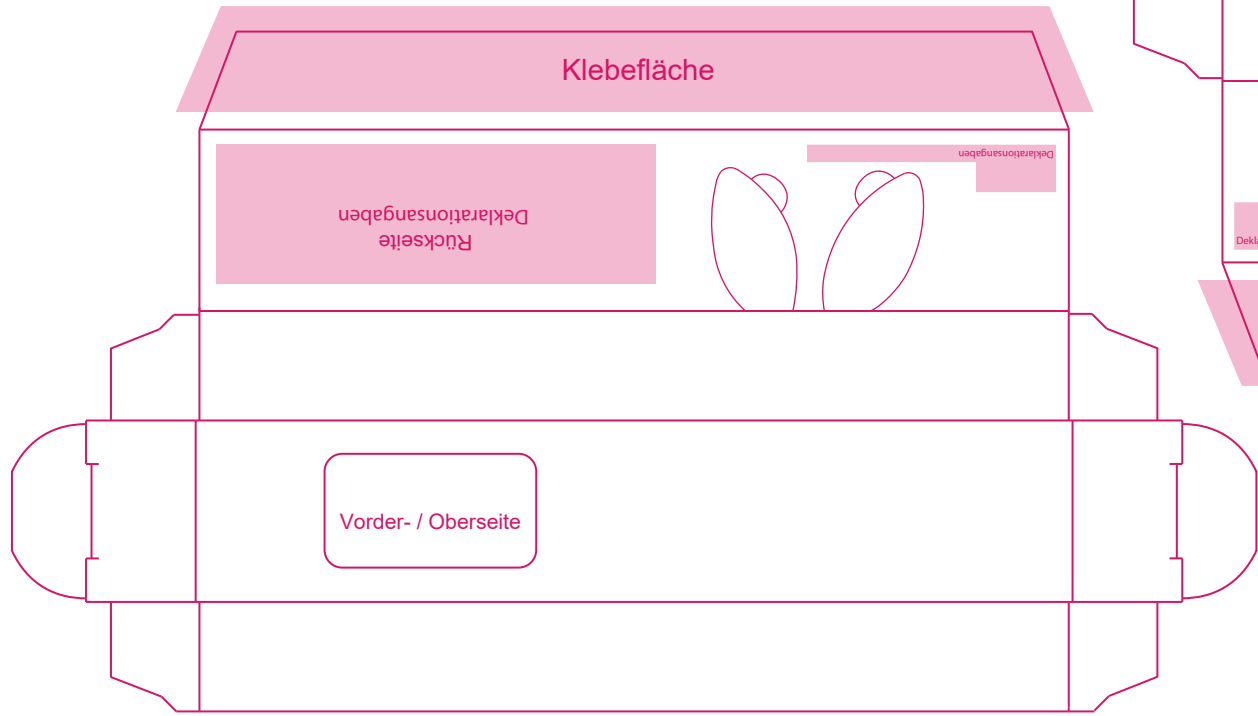 Klebefläche
Deklarationsangaben
Rückseite
Deklarationsangaben
Vorder- / Oberseite